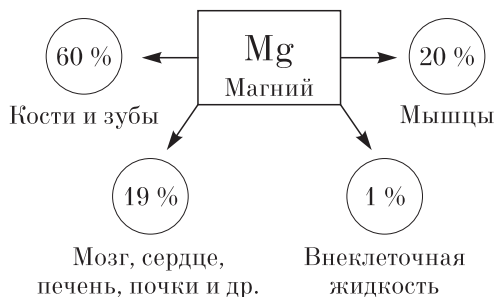 Mg
Магний
60 %
20 %
Кости и зубы
Мышцы
19 %
1 %
Мозг, сердце,
печень, почки и др.
Внеклеточная
жидкость